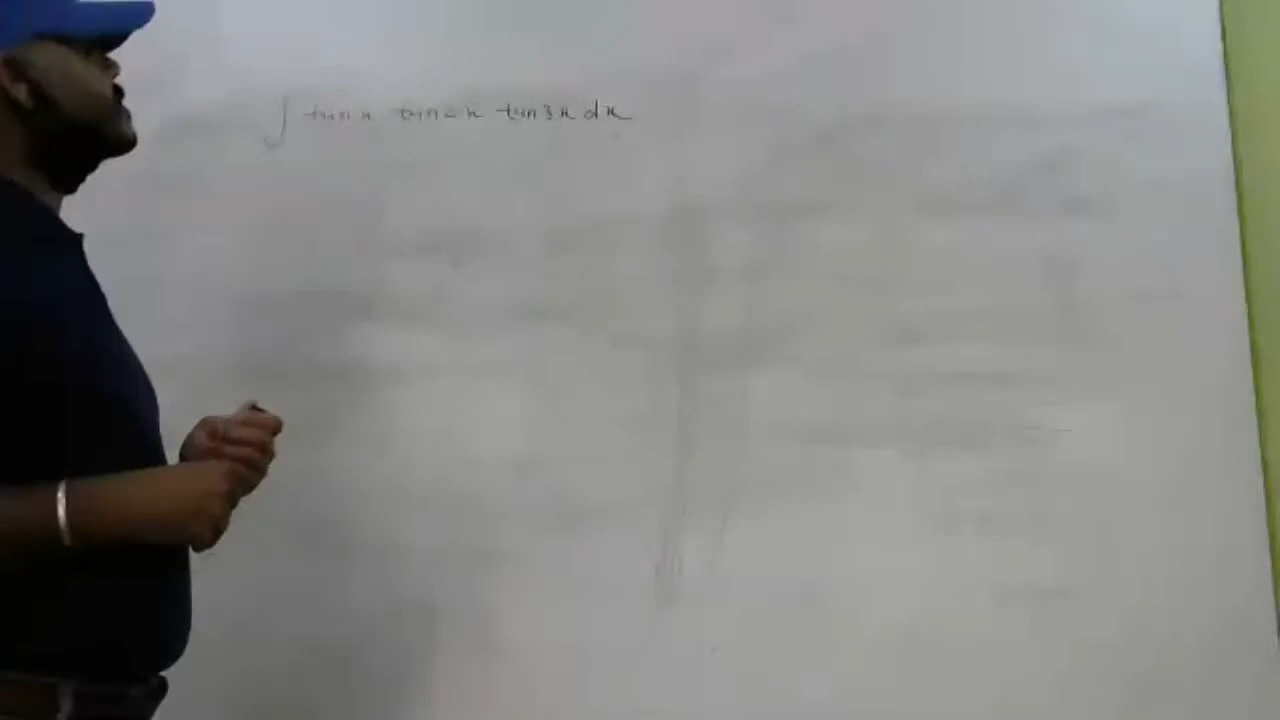 ∫ tan x tan 2x tan 3x dx